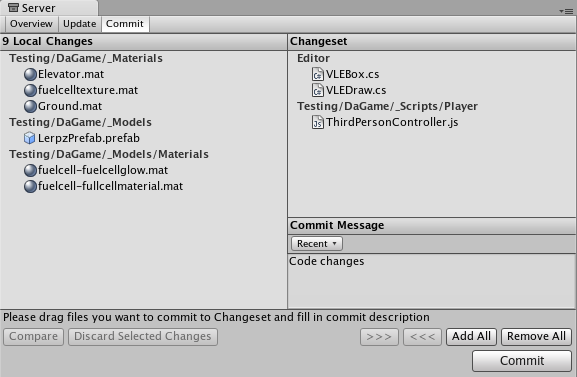 Server
Overview Update Commit
9 Local Changes
Testing/DaGame/_Materials
Elevator.mat
fuelcelltexture.mat
Ground.mat
Testing/DaGame/_Models
LerpzPrefab.prefab
Testing/DaGame/_Models/Materials
fuelcell-fuelcellglow.mat
fuelcell-fullcellmaterial.mat
Changeset
Editor
C# VLEBox.cs
C# VLEDraw.cs
Testing/DaGame/_Scripts/Player
Js ThirdPersonController.js
Commit Message
Recent
Code changes
Please drag files you want to commit to Changeset and fill in commit description
Compare Discard Selected Changes >>> <<< Add All Remove All
Commit